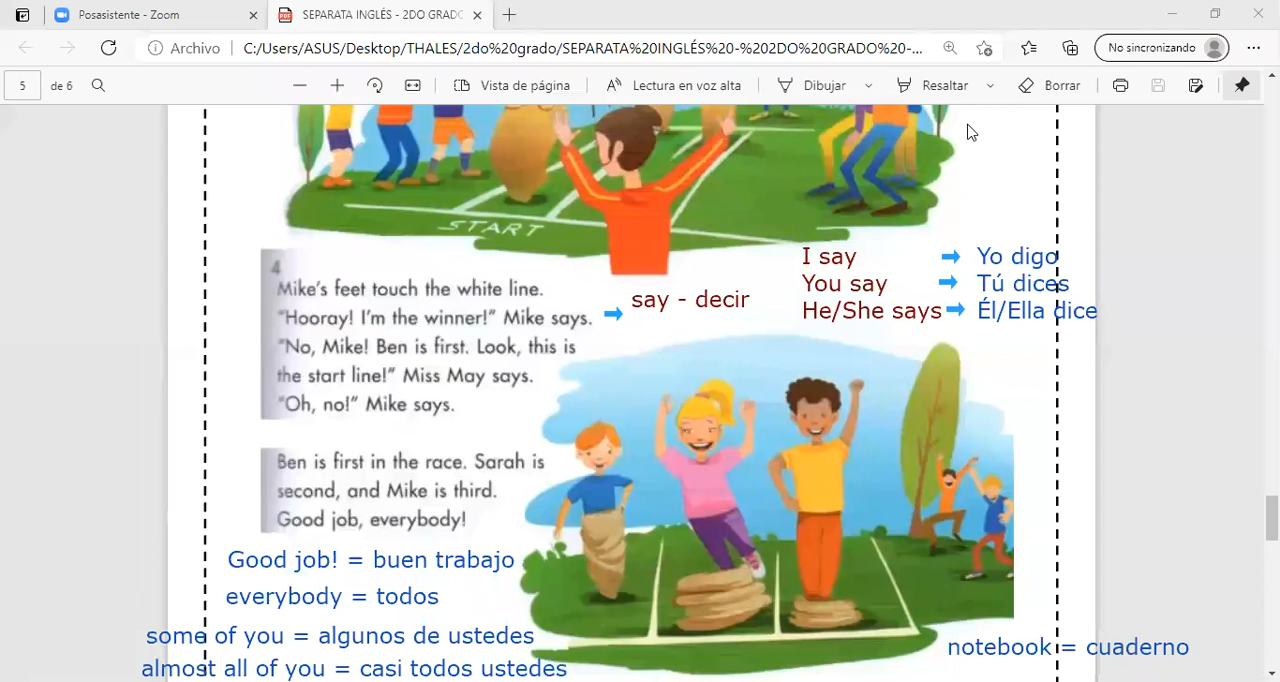 Posasistente - Zoom
SEPARATA INGLÉS - 2DO GRADO
Archivo
C:/Users/ASUS/Desktop/THALES/2do%20grado/SEPARATA%20INGLÉS%20-%202DO%20GRADO%20-...
No sincronizando
5 de 6
Vista de página
Lectura en voz alta
Dibujar
Resaltar
Borrar
START
4
Mike's feet touch the white line.
"Hooray! I'm the winner!" Mike says.
"No, Mike! Ben is first. Look, this is
the start line!" Miss May says.
"Oh, no!" Mike says.
say - decir
I say Yo digo
You say Tú dices
He/She says Él/Ella dice
Ben is first in the race. Sarah is
second, and Mike is third.
Good job, everybody!
Good job! = buen trabajo
everybody = todos
some of you = algunos de ustedes
almost all of you = casi todos ustedes
notebook = cuaderno